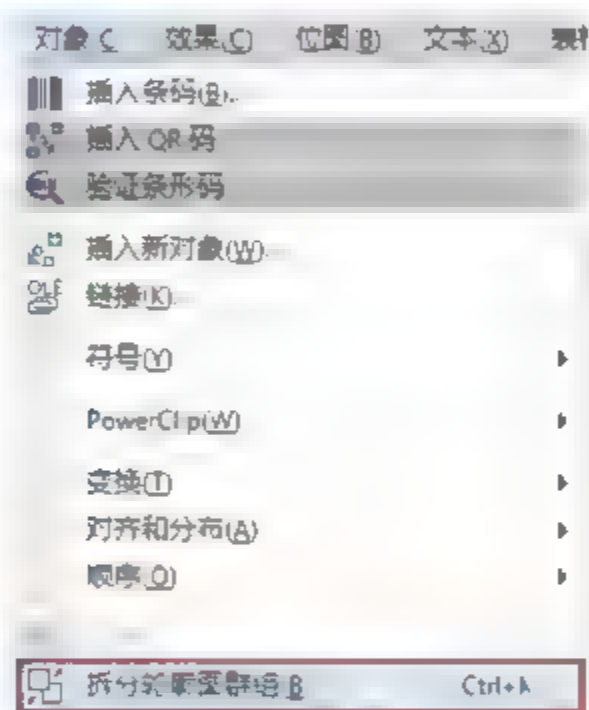 对象(C 效果(C) 位图(B) 文本(X)
插入条码(B)...
插入 QR 码
验证条形码
插入新对象(W)...
链接(K)...
符号(Y)
PowerClip(W)
变换(T)
对齐和分布(A)
顺序(O)
拆分轮廓图群组 B Ctrl+K